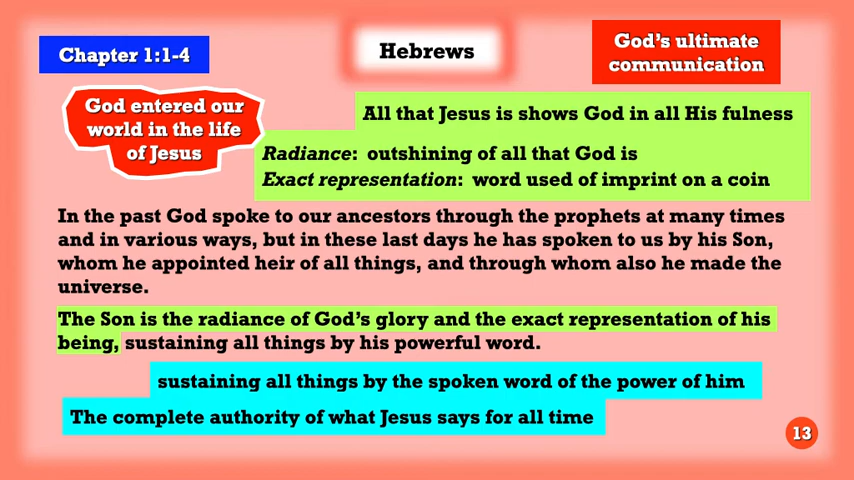 Chapter 1:1-4
Hebrews
God's ultimate
communication
God entered our
world in the life
of Jesus
All that Jesus is shows God in all His fulness
Radiance: outshining of all that God is
Exact representation: word used of imprint on a coin
In the past God spoke to our ancestors through the prophets at many times
and in various ways, but in these last days he has spoken to us by his Son,
whom he appointed heir of all things, and through whom also he made the
universe.
The Son is the radiance of God's glory and the exact representation of his
being, sustaining all things by his powerful word.
sustaining all things by the spoken word of the power of him
The complete authority of what Jesus says for all time
13